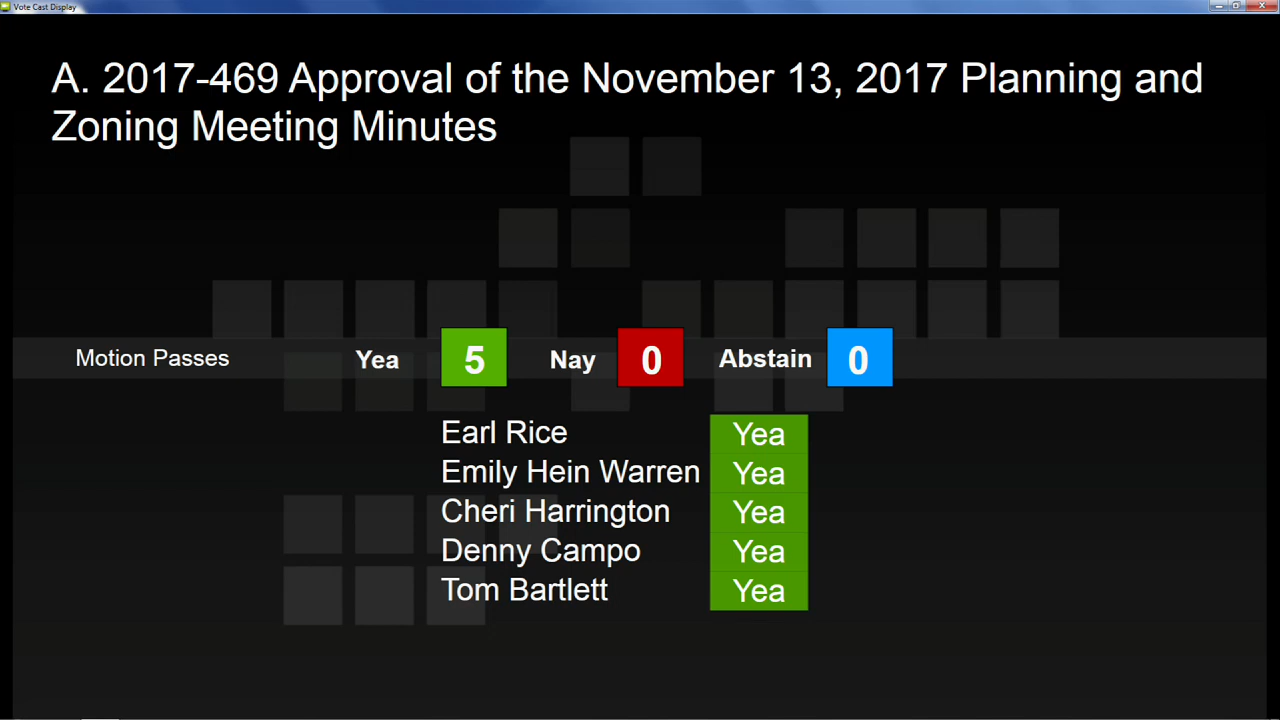 Vote Cast Display
A. 2017-469 Approval of the November 13, 2017 Planning and
Zoning Meeting Minutes
Motion Passes Yea 5 Nay 0 Abstain 0
Earl Rice Yea
Emily Hein Warren Yea
Cheri Harrington Yea
Denny Campo Yea
Tom Bartlett Yea